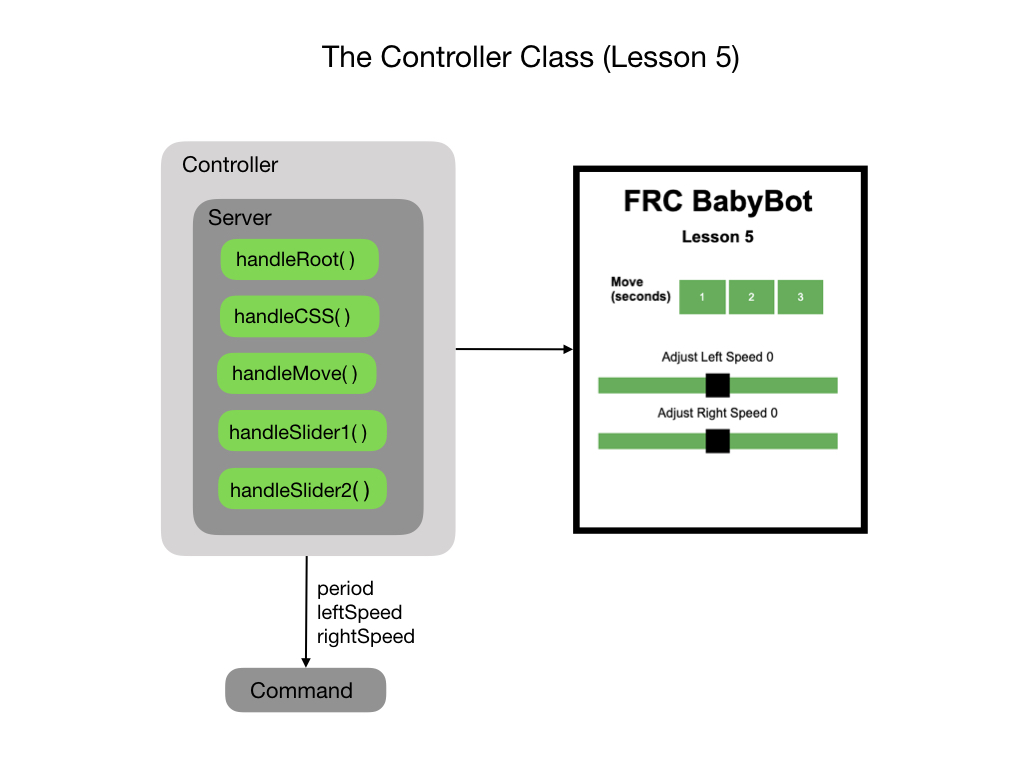 The Controller Class (Lesson 5)
Controller
Server
handleRoot( )
handleCSS( )
handleMove( )
handleSlider1( )
handleSlider2( )
period
leftSpeed
rightSpeed
Command
FRC BabyBot
Lesson 5
Move
(seconds)
1 2 3
Adjust Left Speed 0
Adjust Right Speed 0